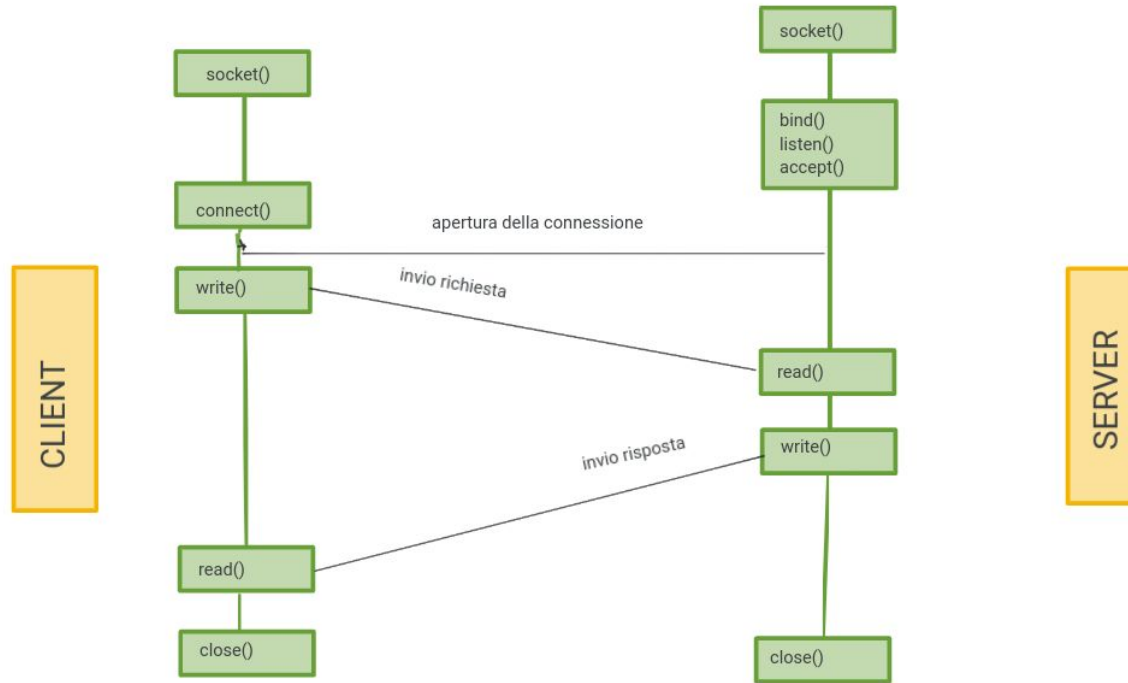 socket()
socket()
bind()
listen()
accept()
connect()
apertura della connessione
write()
invio richiesta
read()
CLIENT
SERVER
write()
invio risposta
read()
close()
close()